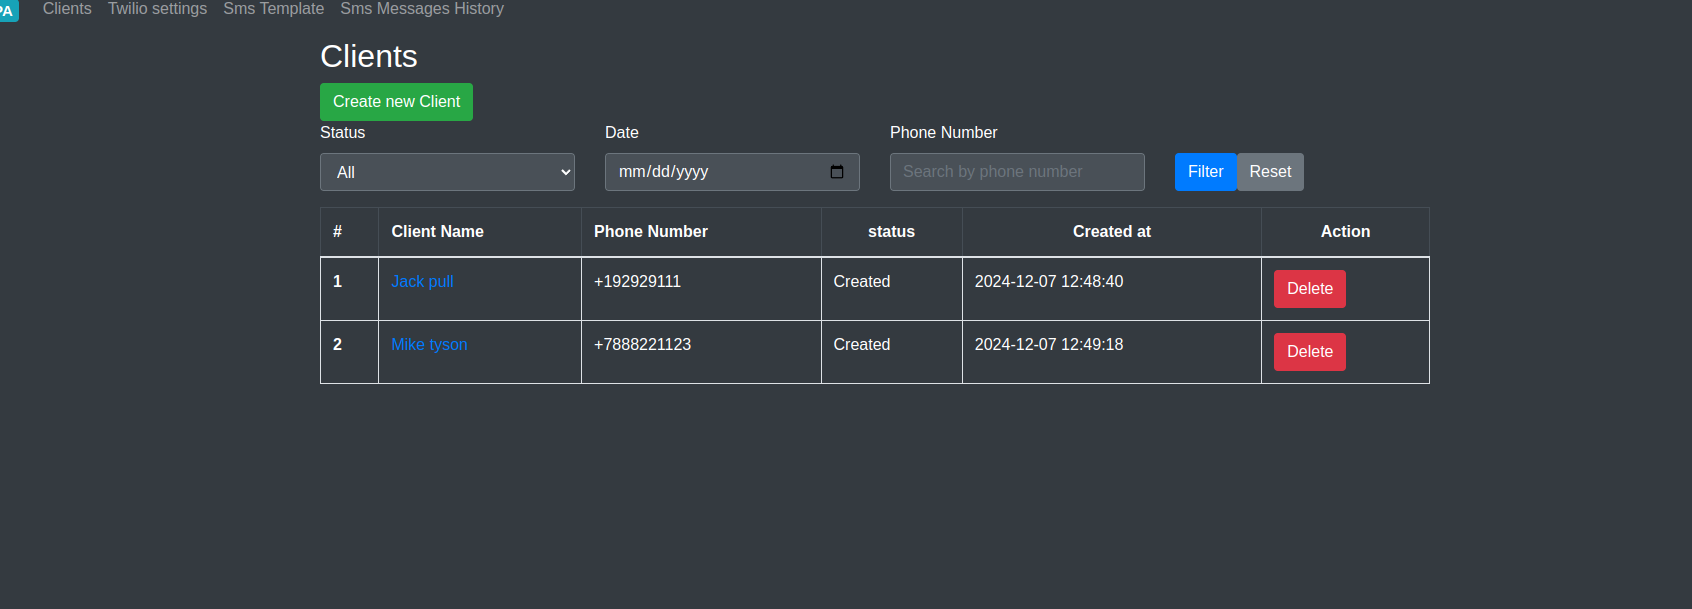 PA Clients Twilio settings Sms Template Sms Messages History
Clients
Create new Client
Status Date Phone Number
All mm/dd/yyyy Search by phone number Filter Reset
# Client Name Phone Number status Created at Action
1 Jack pull +192929111 Created 2024-12-07 12:48:40 Delete
2 Mike tyson +7888221123 Created 2024-12-07 12:49:18 Delete